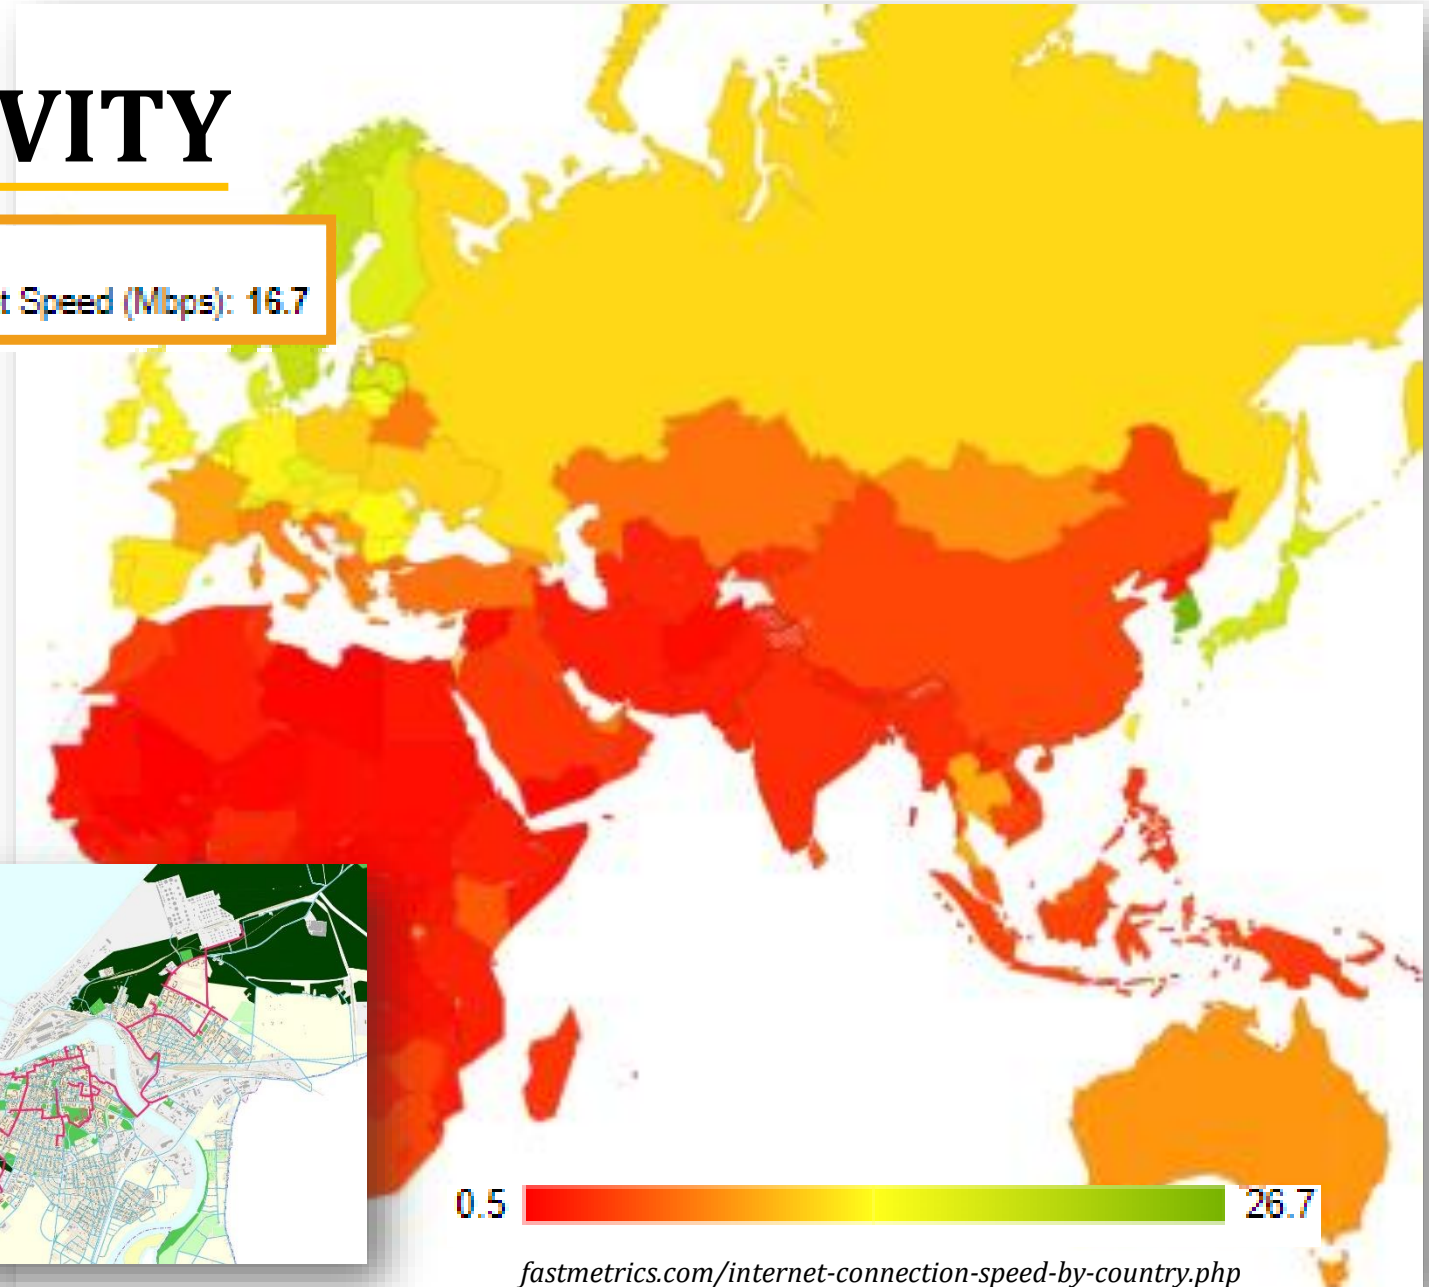 VITY
t Speed (Mbps): 16.7
0.5
26.7
fastmetrics.com/internet-connection-speed-by-country.php